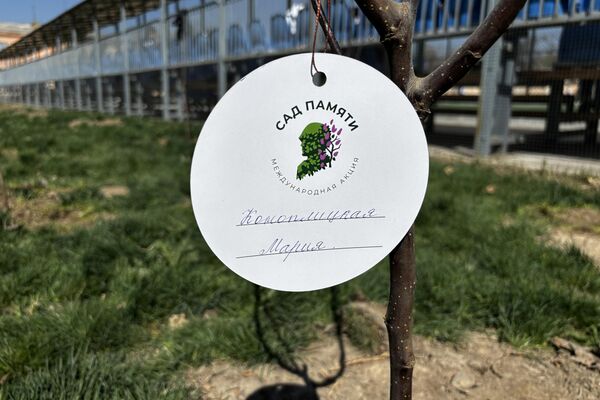 САД ПАМЯТИ
МЕЖДУНАРОДНАЯ АКЦИЯ
Коноплицкая
Мария